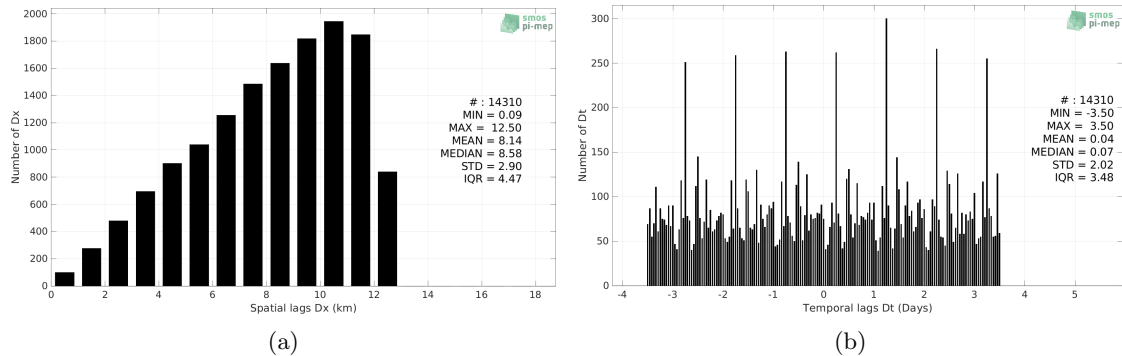 2000
1800
1600
1400
1200
1000
800
600
400
200
0
Number of Dx
smos
pi-mep
# : 14310
MIN = 0.09
MAX = 12.50
MEAN = 8.14
MEDIAN = 8.58
STD = 2.90
IQR = 4.47
0 2 4 6 8 10 12 14 16 18
Spatial lags Dx (km)
(a)
300
250
200
150
100
50
0
Number of Dt
smos
pi-mep
# : 14310
MIN = -3.50
MAX = 3.50
MEAN = 0.04
MEDIAN = 0.07
STD = 2.02
IQR = 3.48
-4 -3 -2 -1 0 1 2 3 4 5
Temporal lags Dt (Days)
(b)